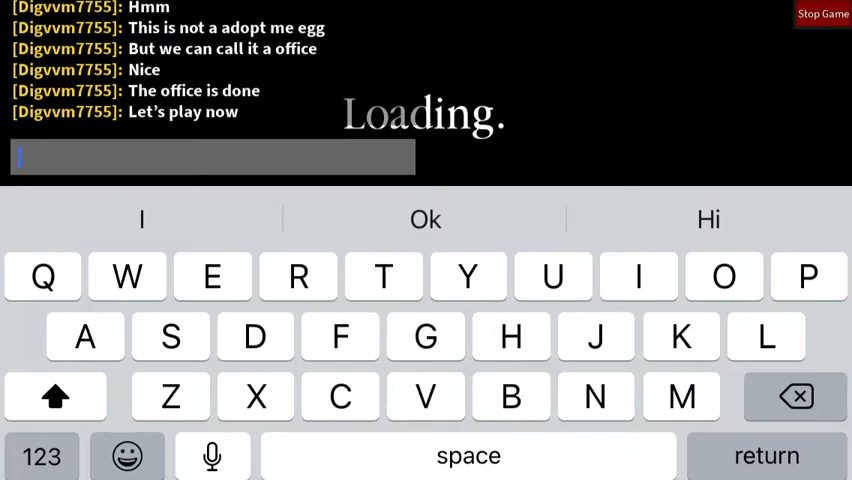 [Digvvm7755]: Hmm
Stop Game
[Digvvm7755]: This is not a adopt me egg
[Digvvm7755]: But we can call it a office
[Digvvm7755]: Nice
[Digvvm7755]: The office is done
[Digvvm7755]: Let’s play now
Loading.
I Ok Hi
Q W E R T Y U I O P
A S D F G H J K L
Z X C V B N M
123 space return